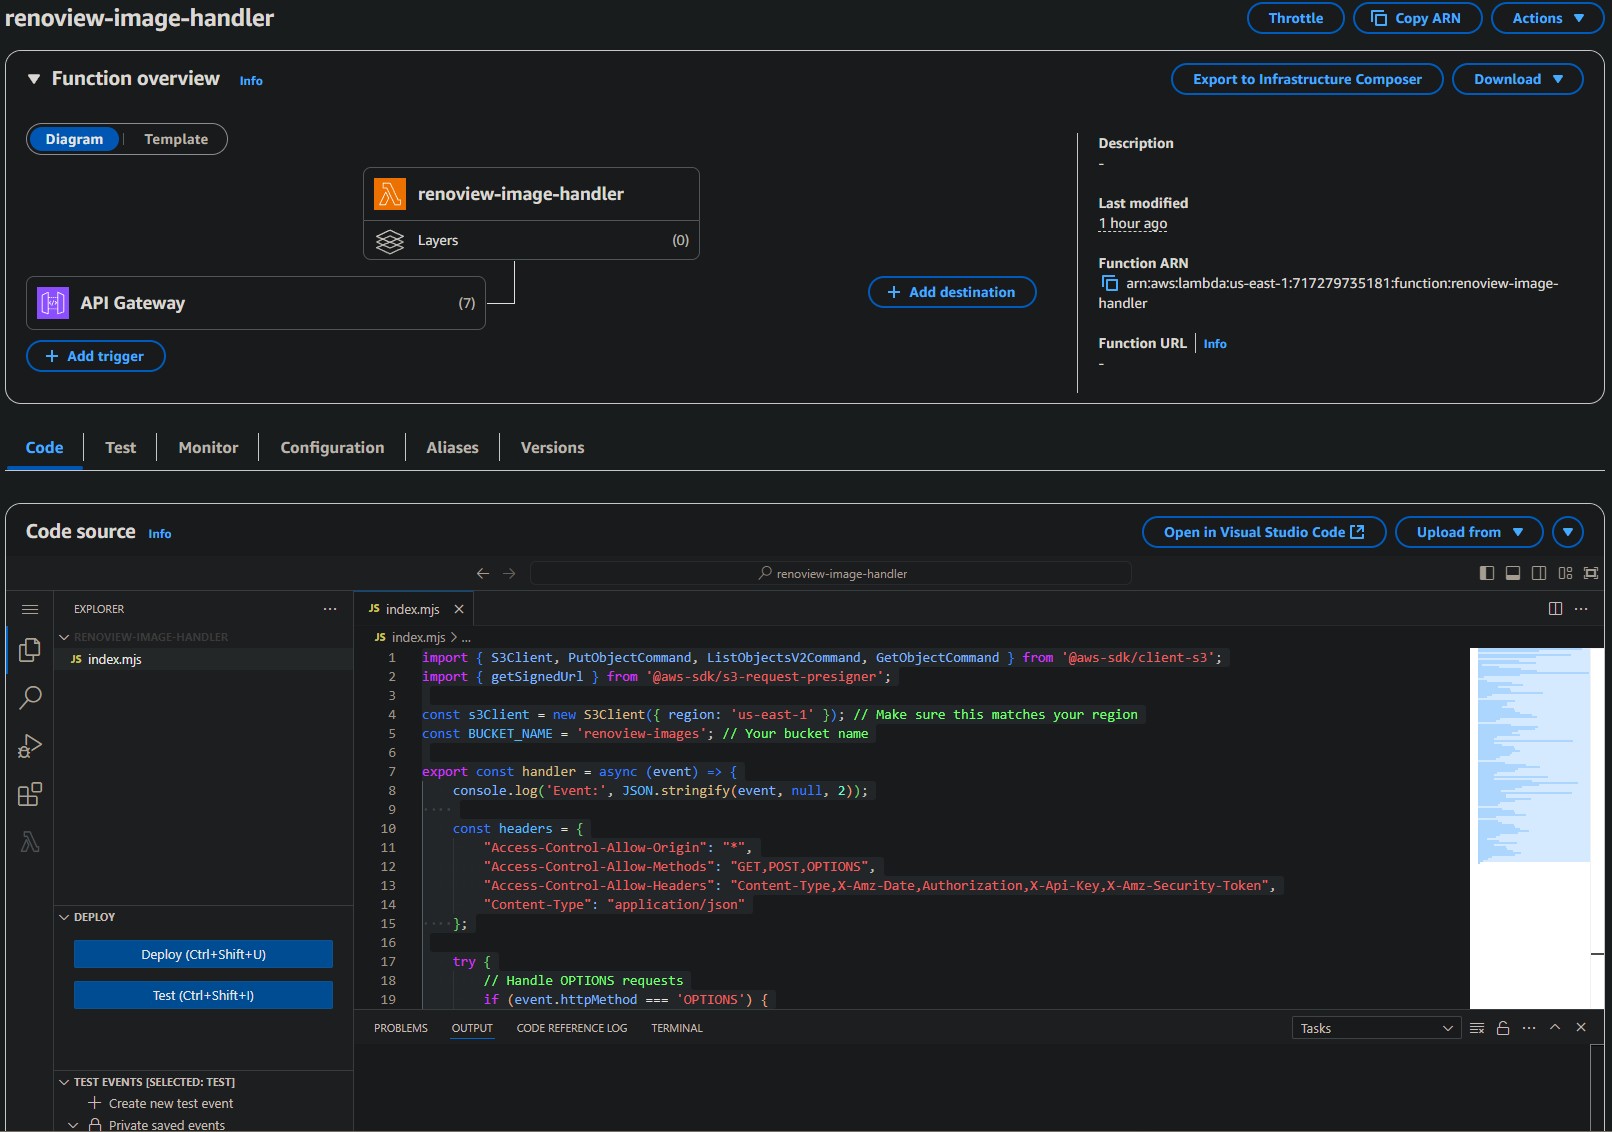 renoview-image-handler
Throttle
Copy ARN
Actions
Function overview
Info
Export to Infrastructure Composer
Download
Diagram
Template
renoview-image-handler
Layers
(0)
API Gateway
(7)
Add trigger
Add destination
Description
-
Last modified
1 hour ago
Function ARN
arn:aws:lambda:us-east-1:717279735181:function:renoview-image-
handler
Function URL
Info
-
Code
Test
Monitor
Configuration
Aliases
Versions
Code source
Info
Open in Visual Studio Code
Upload from
renoview-image-handler
EXPLORER
RENOVIEW-IMAGE-HANDLER
JS index.mjs
JS index.mjs
JS index.mjs > ...
1 import { S3Client, PutObjectCommand, ListObjectsV2Command, GetObjectCommand } from '@aws-sdk/client-s3';
2 import { getSignedUrl } from '@aws-sdk/s3-request-presigner';
3
4 const s3Client = new S3Client({ region: 'us-east-1' }); // Make sure this matches your region
5 const BUCKET_NAME = 'renoview-images'; // Your bucket name
6
7 export const handler = async (event) => {
8 console.log('Event:', JSON.stringify(event, null, 2));
9
10 const headers = {
11 "Access-Control-Allow-Origin": "*",
12 "Access-Control-Allow-Methods": "GET,POST,OPTIONS",
13 "Access-Control-Allow-Headers": "Content-Type,X-Amz-Date,Authorization,X-Api-Key,X-Amz-Security-Token",
14 "Content-Type": "application/json"
15 };
16
17 try {
18 // Handle OPTIONS requests
19 if (event.httpMethod === 'OPTIONS') {
DEPLOY
Deploy (Ctrl+Shift+U)
Test (Ctrl+Shift+I)
PROBLEMS
OUTPUT
CODE REFERENCE LOG
TERMINAL
Tasks
TEST EVENTS [SELECTED: TEST]
Create new test event
Private saved events